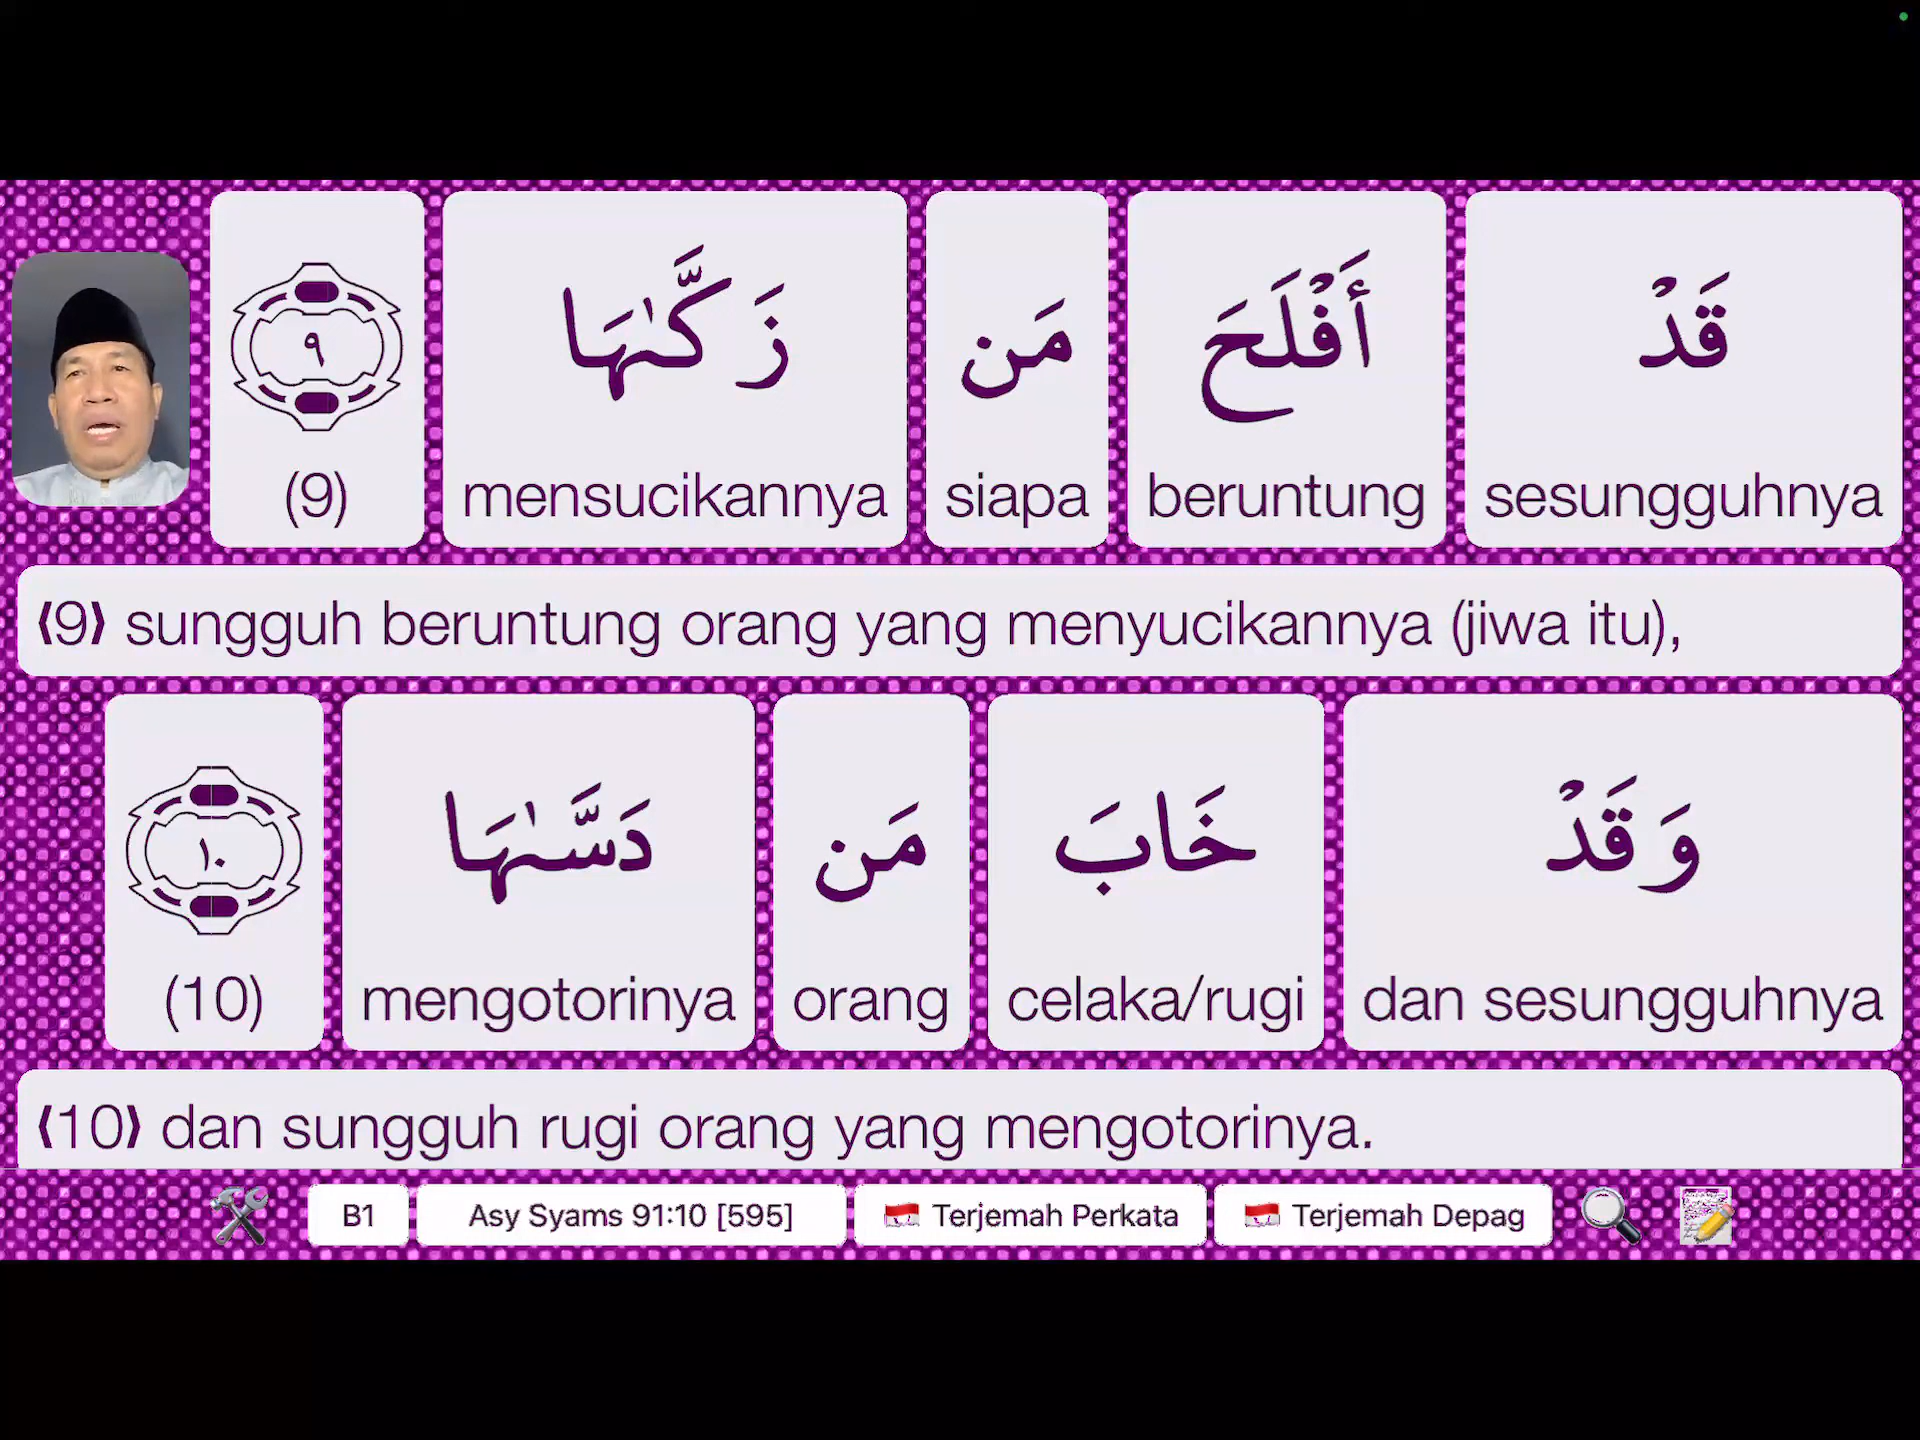 قَدْ أَفْلَحَ مَن زَكَّىٰهَا ٩
sesungguhnya beruntung siapa mensucikannya (9)
⟨9⟩ sungguh beruntung orang yang menyucikannya (jiwa itu),
وَقَدْ خَابَ مَن دَسَّىٰهَا ١٠
dan sesungguhnya celaka/rugi orang mengotorinya (10)
⟨10⟩ dan sungguh rugi orang yang mengotorinya.
B1 Asy Syams 91:10 [595] Terjemah Perkata Terjemah Depag